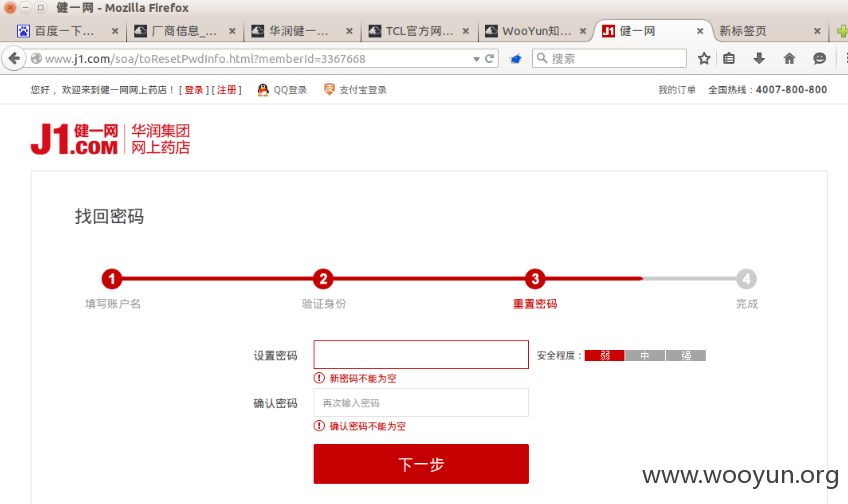 健一网 - Mozilla Firefox
百度一下... 厂商信息_... 华润健一... TCL官方网... WooYun知... 健一网 新标签页
www.j1.com/soa/toResetPwdInfo.html?memberId=3367668 搜索
您好，欢迎来到健一网网上药店！[ 登录 ] [ 注册 ] QQ登录 支付宝登录 我的订单 全国热线：4007-800-800
J1.COM 健一网 华润集团
网上药店
找回密码
1 2 3 4
填写账户名 验证身份 重置密码 完成
设置密码 安全程度： 弱 中 强
新密码不能为空
确认密码 再次输入密码
确认密码不能为空
下一步
www.wooyun.org